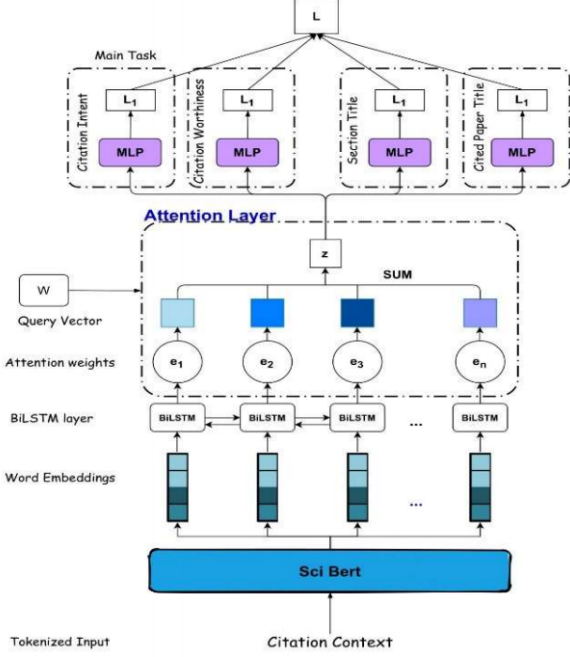 L
Main Task
Citation Intent
L1
MLP
Citation Worthiness
L1
MLP
Section Title
L1
MLP
Cited Paper Title
L1
MLP
Attention Layer
z
SUM
W
Query Vector
Attention weights
e1
e2
e3
en
BiLSTM layer
BiLSTM
BiLSTM
BiLSTM
...
BiLSTM
Word Embeddings
...
Sci Bert
Tokenized Input
Citation Context